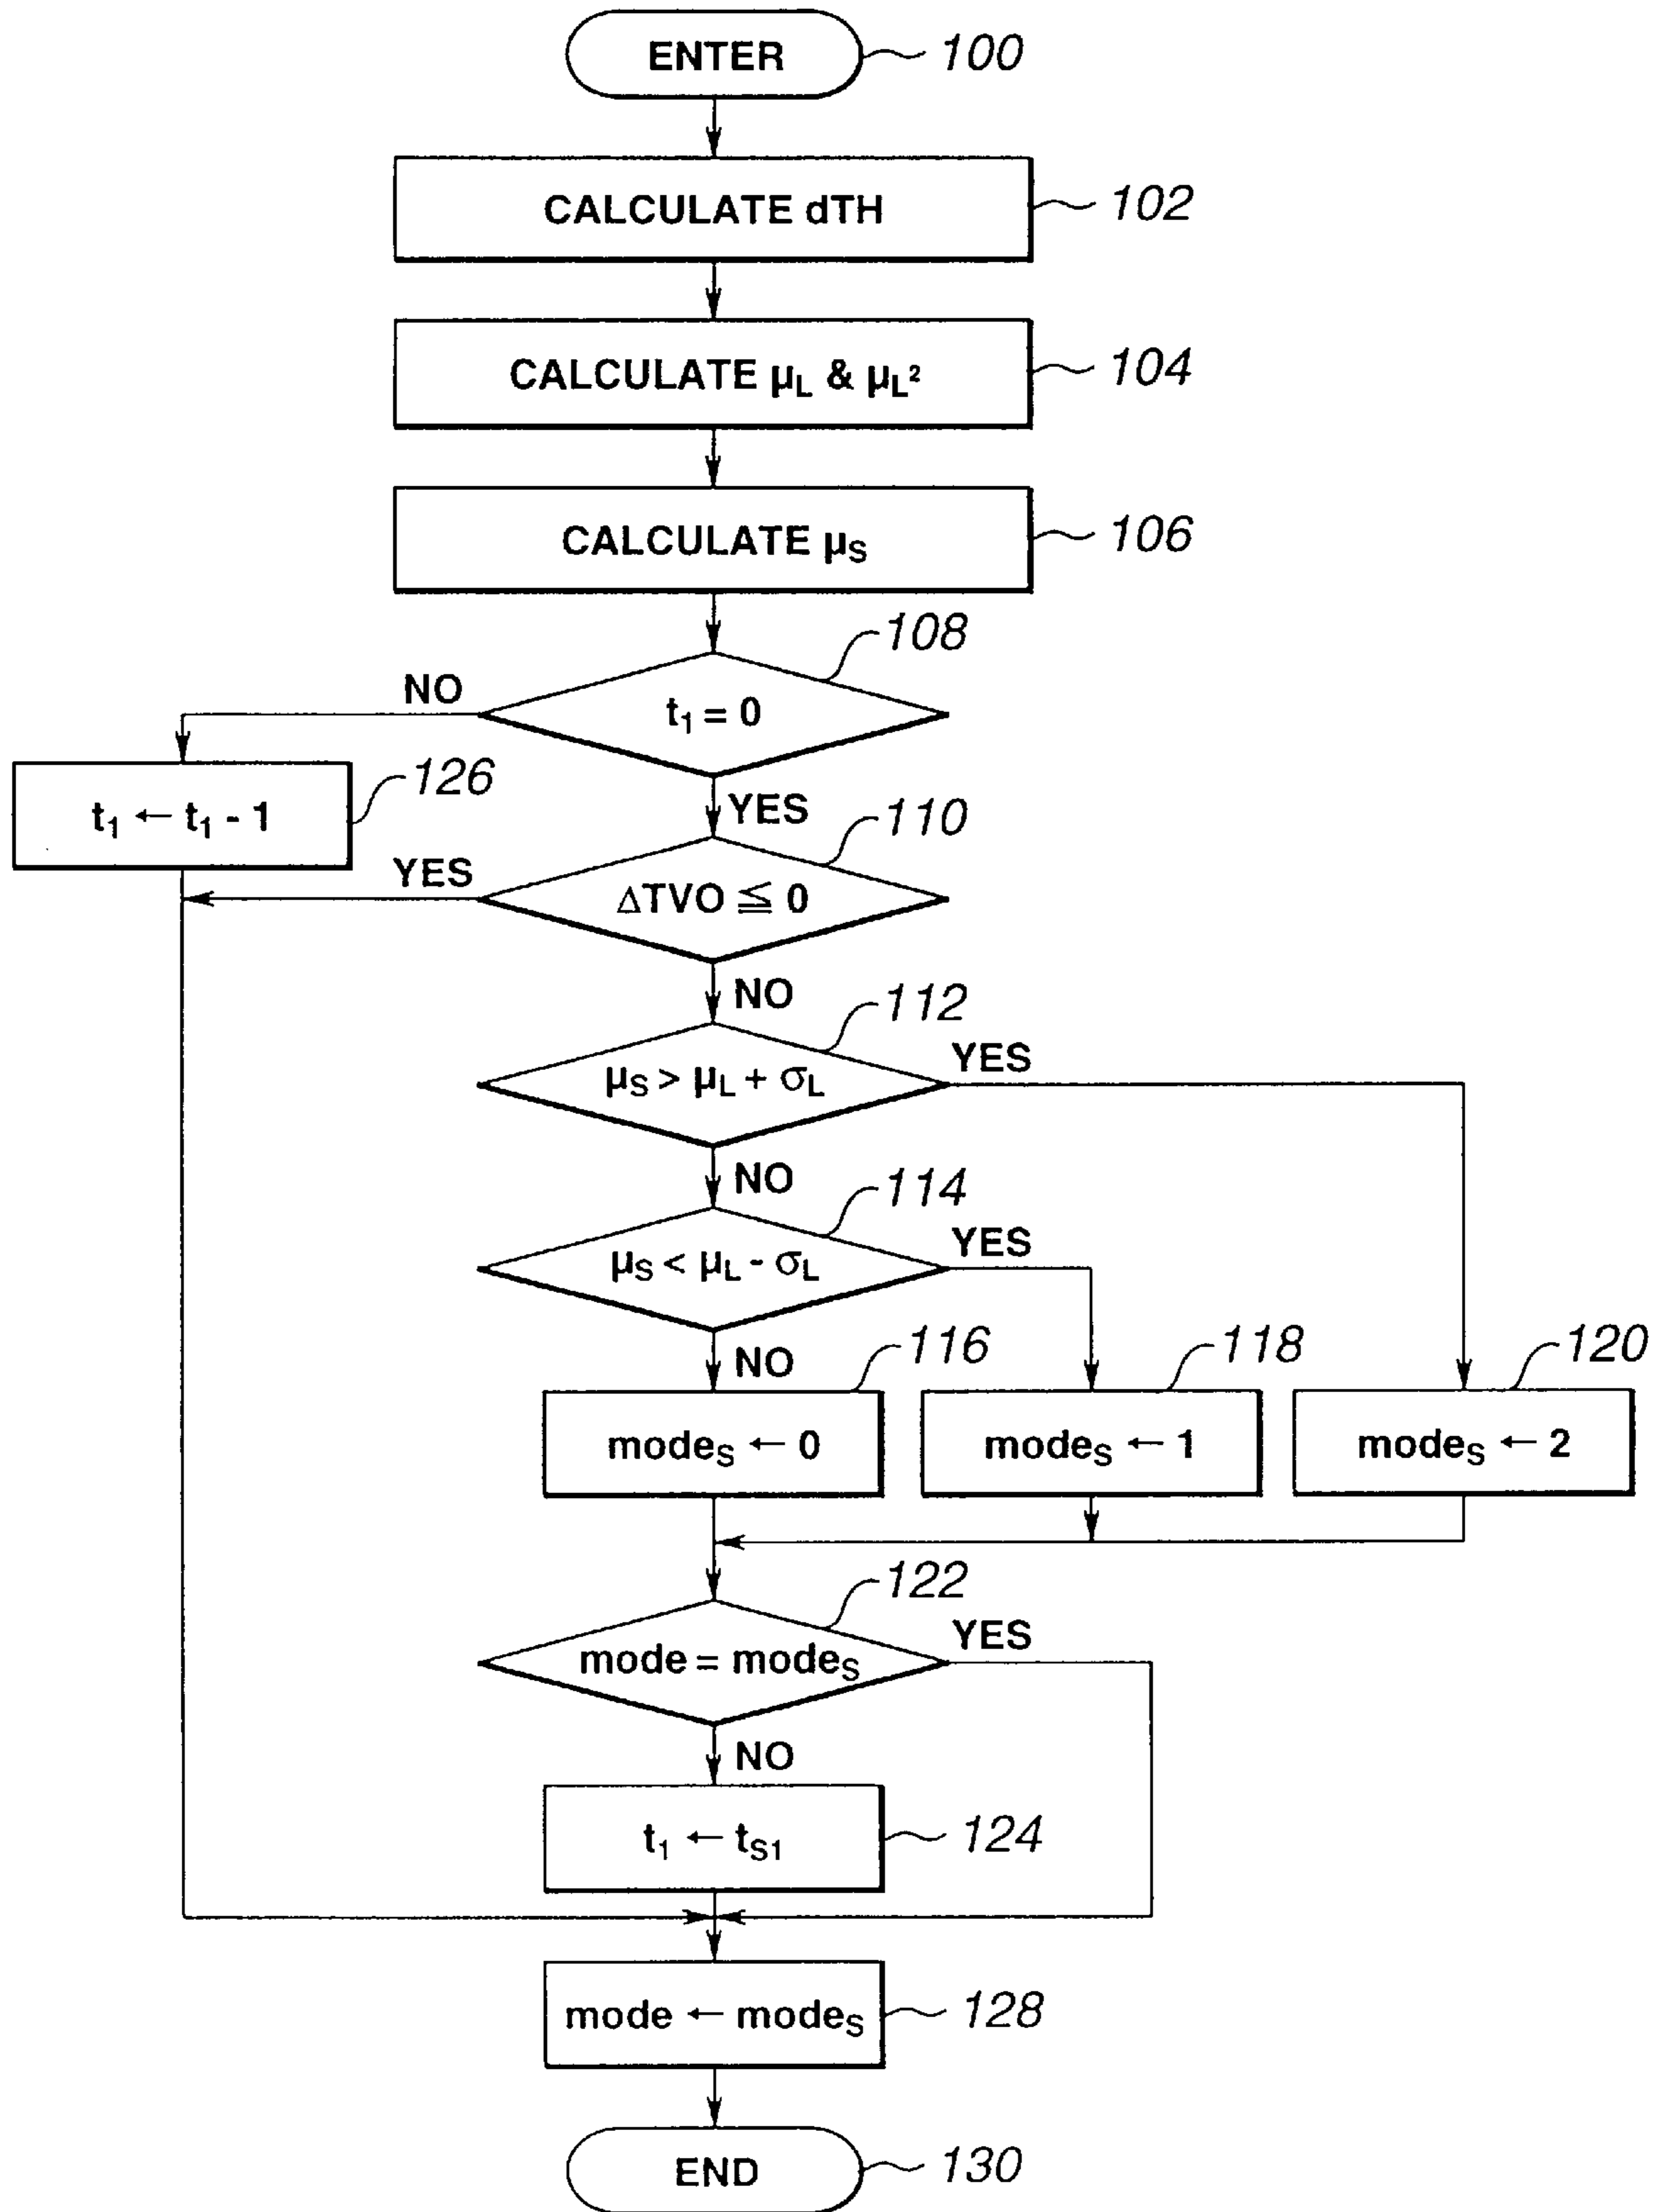 ENTER
100
CALCULATE dTH
102
CALCULATE μL & μL²
104
CALCULATE μS
106
108
NO
t1 = 0
126
t1 ← t1 - 1
YES
110
YES
ΔTVO ≦ 0
NO
112
YES
μS > μL + σL
NO
114
YES
μS < μL - σL
NO
116
118
120
modeS ← 0
modeS ← 1
modeS ← 2
122
YES
mode = modeS
NO
t1 ← tS1
124
mode ← modeS
128
END
130